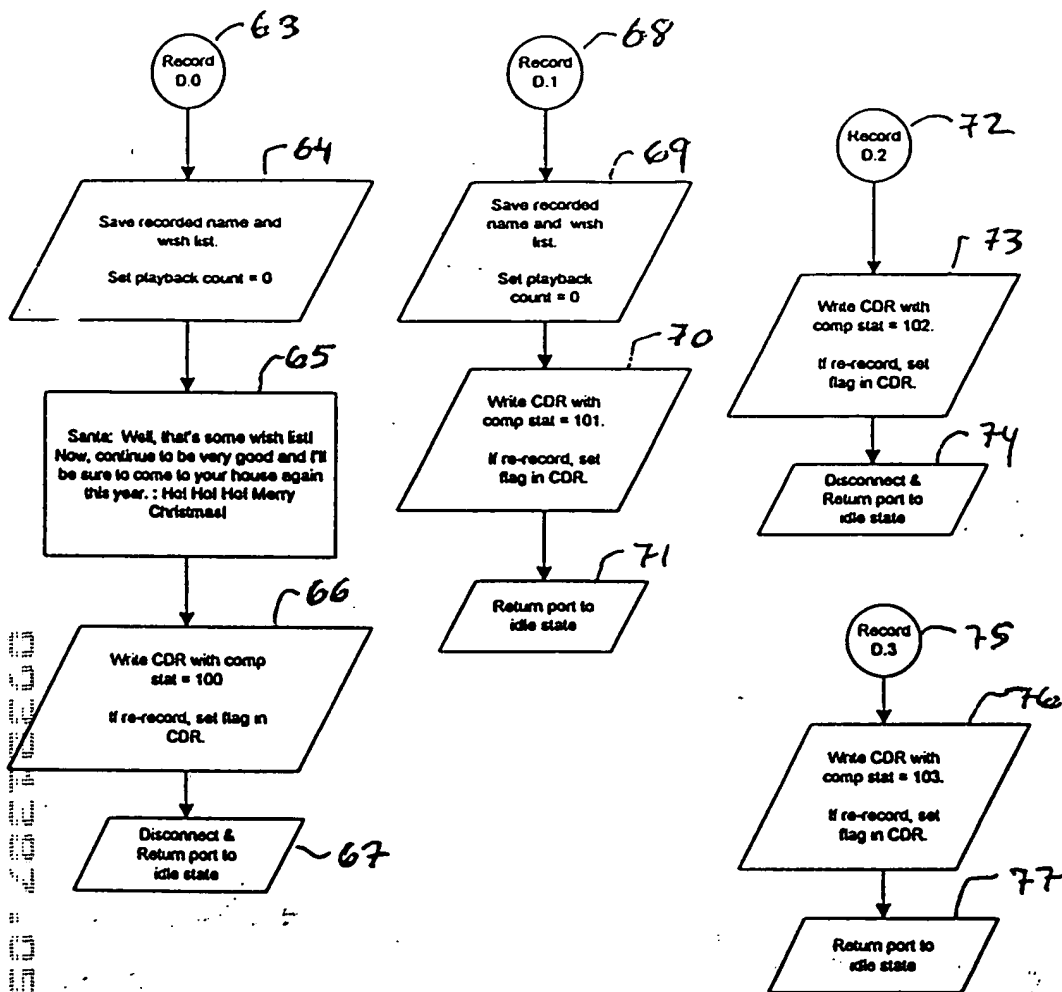 63
Record
D.0
64
Save recorded name and
wish list.
Set playback count = 0
65
Santa: Well, that's some wish list!
Now, continue to be very good and I'll
be sure to come to your house again
this year. : Ho! Ho! Ho! Merry
Christmas!
66
Write CDR with comp
stat = 100
If re-record, set flag in
CDR.
67
Disconnect &
Return port to
idle state
68
Record
D.1
69
Save recorded
name and wish
list.
Set playback
count = 0
70
Write CDR with
comp stat = 101.
If re-record, set
flag in CDR.
71
Return port to
idle state
72
Record
D.2
73
Write CDR with
comp stat = 102.
If re-record, set
flag in CDR.
74
Disconnect &
Return port to
idle state
75
Record
D.3
76
Write CDR with
comp stat = 103.
If re-record, set
flag in CDR.
77
Return port to
idle state